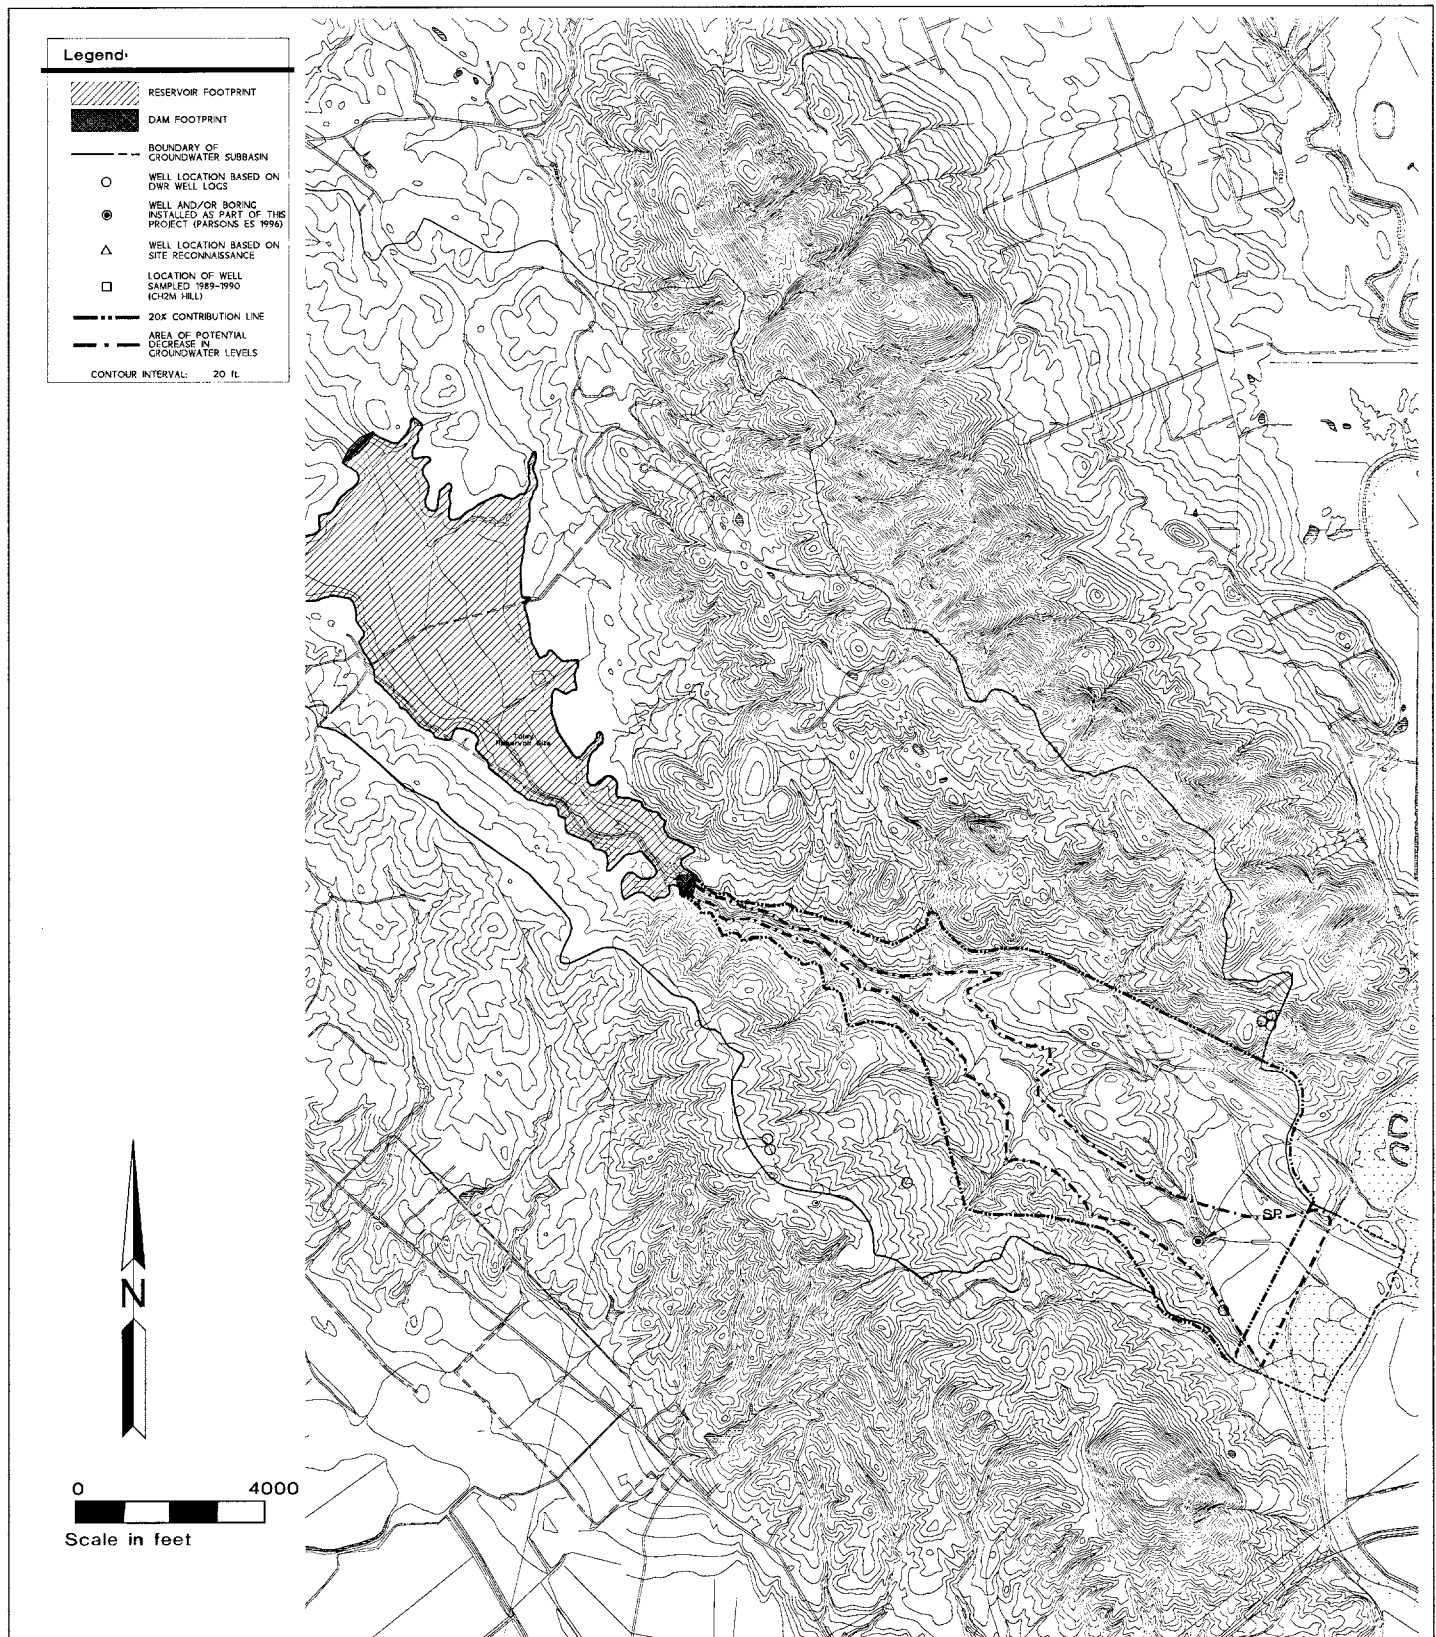 Legend:
RESERVOIR FOOTPRINT
DAM FOOTPRINT
BOUNDARY OF
GROUNDWATER SUBBASIN
WELL LOCATION BASED ON
DWR WELL LOGS
WELL AND/OR BORING
INSTALLED AS PART OF THIS
PROJECT (PARSONS ES 1996)
WELL LOCATION BASED ON
SITE RECONNAISSANCE
LOCATION OF WELL
SAMPLED 1989-1990
(CH2M HILL)
20% CONTRIBUTION LINE
AREA OF POTENTIAL
DECREASE IN
GROUNDWATER LEVELS
CONTOUR INTERVAL: 20 ft.
Tolay
Reservoir Site
SP
N
0 4000
Scale in feet